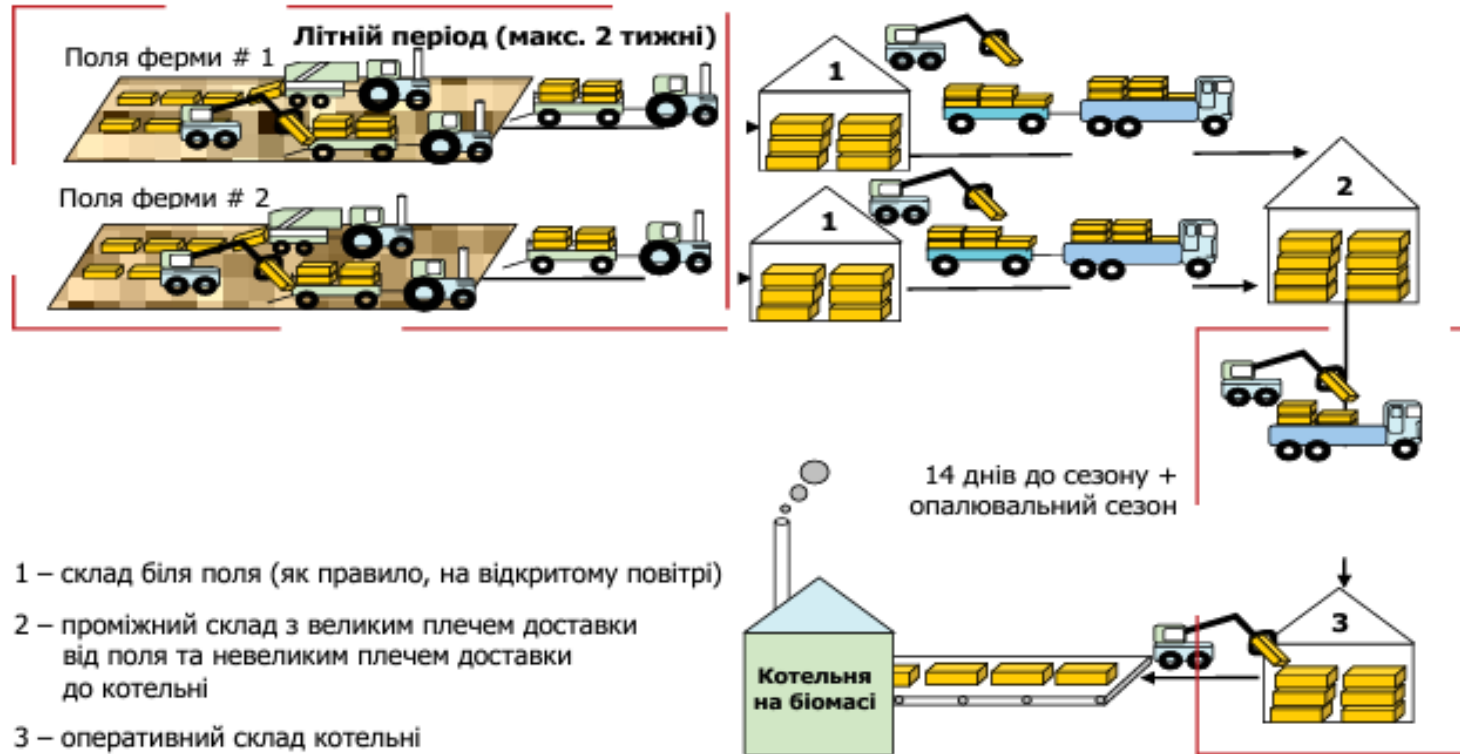 Літній період (макс. 2 тижні)
Поля ферми # 1
1
Поля ферми # 2
1
2
14 днів до сезону +
опалювальний сезон
1 – склад біля поля (як правило, на відкритому повітрі)
2 – проміжний склад з великим плечем доставки
від поля та невеликим плечем доставки
до котельні
3 – оперативний склад котельні
Котельня
на біомасі
3